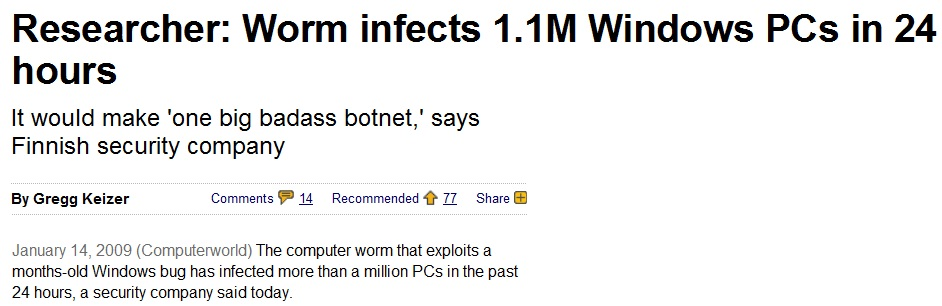 Researcher: Worm infects 1.1M Windows PCs in 24
hours
It would make 'one big badass botnet,' says
Finnish security company
By Gregg Keizer Comments 14 Recommended 77 Share
January 14, 2009 (Computerworld) The computer worm that exploits a
months-old Windows bug has infected more than a million PCs in the past
24 hours, a security company said today.